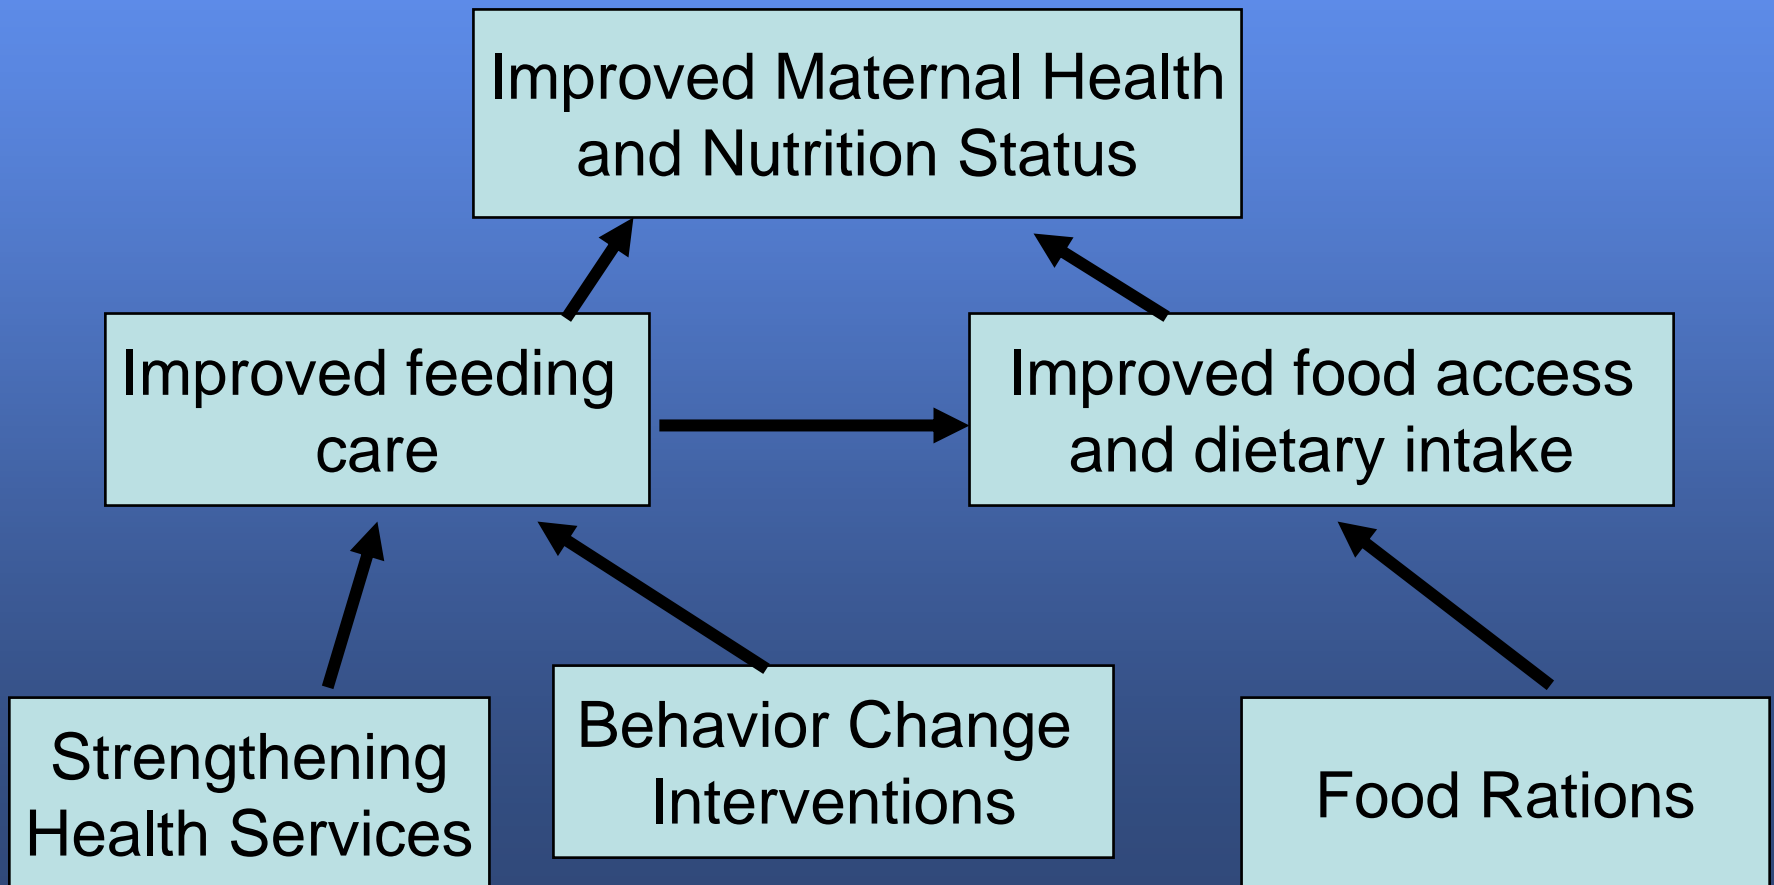 Improved Maternal Health
and Nutrition Status
Improved feeding
care
Improved food access
and dietary intake
Strengthening
Health Services
Behavior Change
Interventions
Food Rations